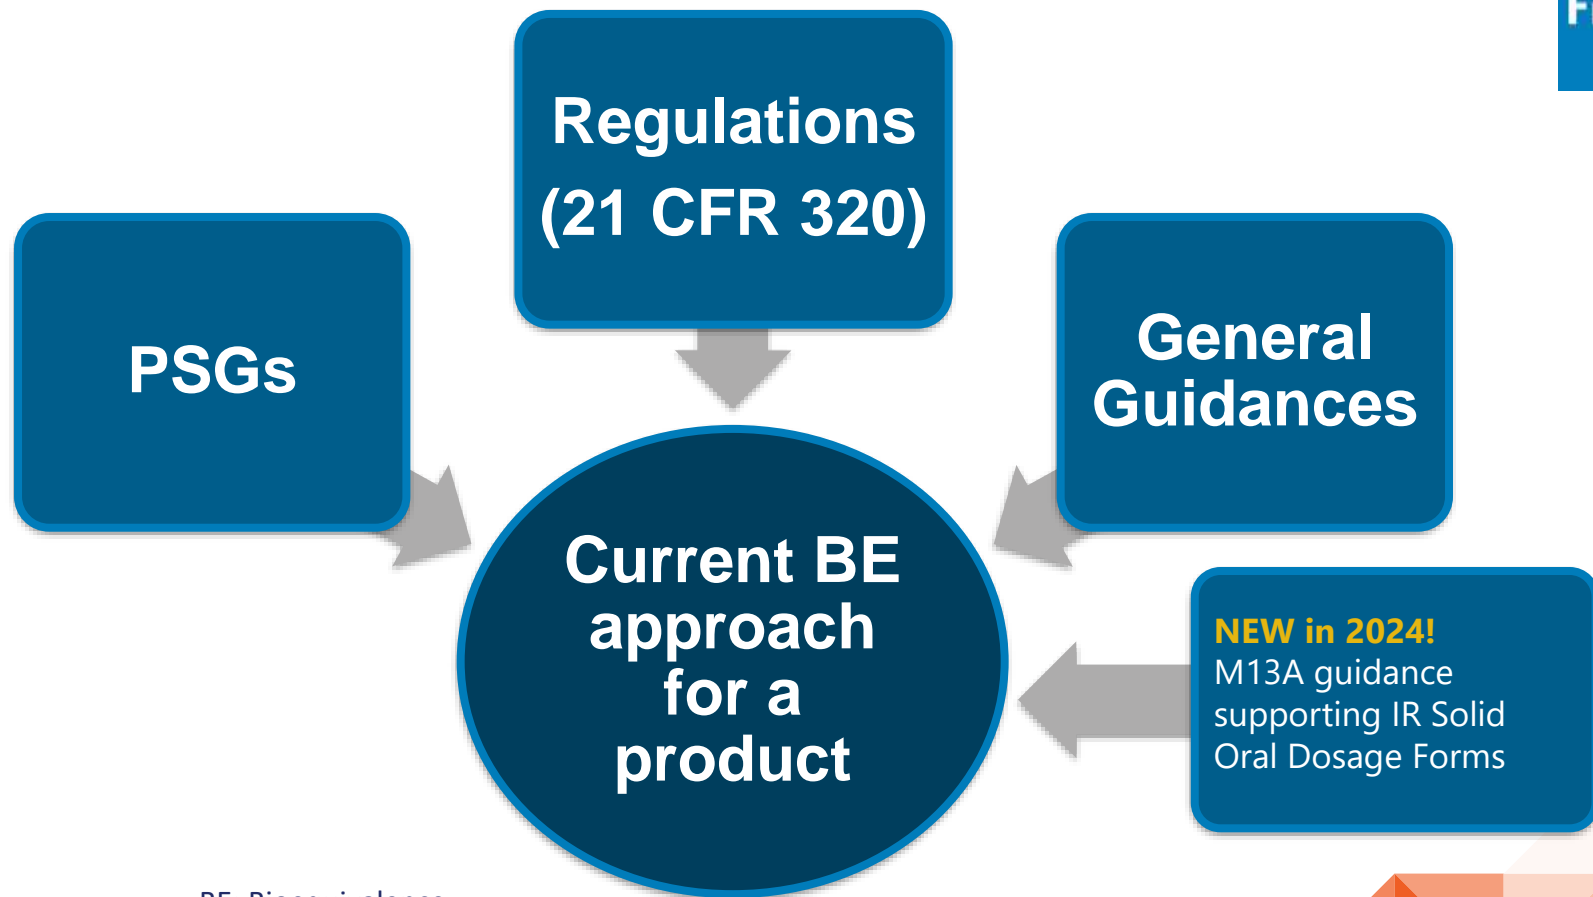 Regulations
(21 CFR 320)
PSGs
General
Guidances
Current BE
approach
for a
product
NEW in 2024!
M13A guidance
supporting IR Solid
Oral Dosage Forms